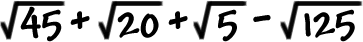 √45 + √20 + √5 - √125